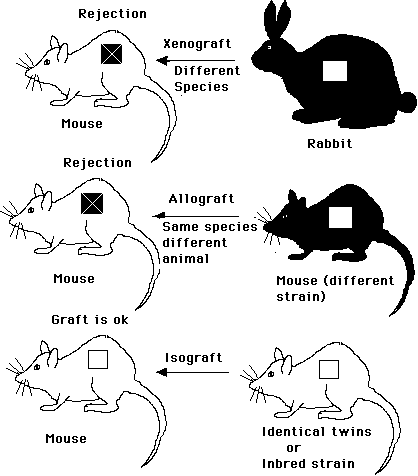 Rejection
Xenograft
Different
Species
Mouse
Rabbit
Rejection
Allograft
Same species
different
animal
Mouse
Mouse (different
strain)
Graft is ok
Isograft
Mouse
Identical twins
or
Inbred strain